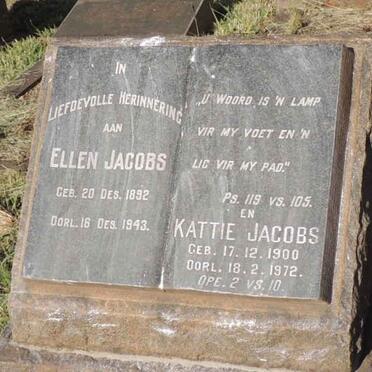 IN
LIEFDEVOLLE HERINNERING
AAN
ELLEN JACOBS
GEB. 20 DES. 1892
OORL. 16 DES. 1943.
„U WOORD IS 'N LAMP
VIR MY VOET EN 'N
LIG VIR MY PAD."
PS. 119 VS. 105.
EN
KATTIE JACOBS
GEB. 17.12.1900
OORL. 18.2.1972.
OPE. 2 VS. 10.